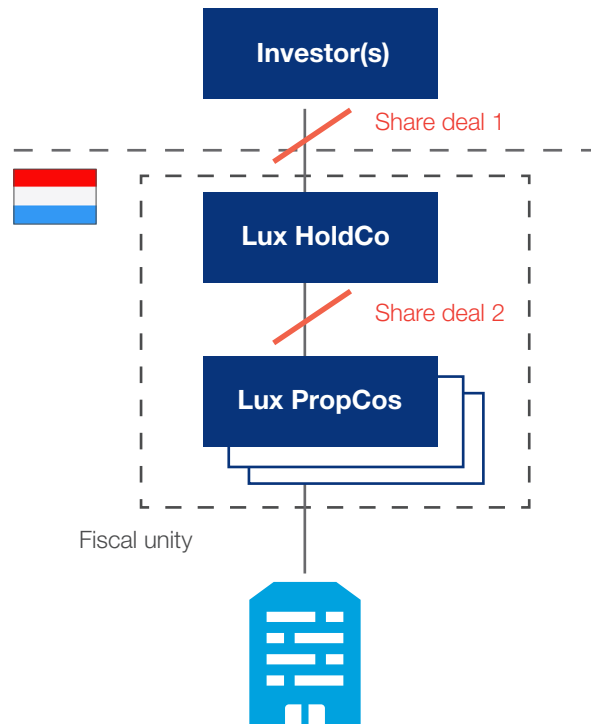 Investor(s)
Share deal 1
Lux HoldCo
Share deal 2
Lux PropCos
Fiscal unity